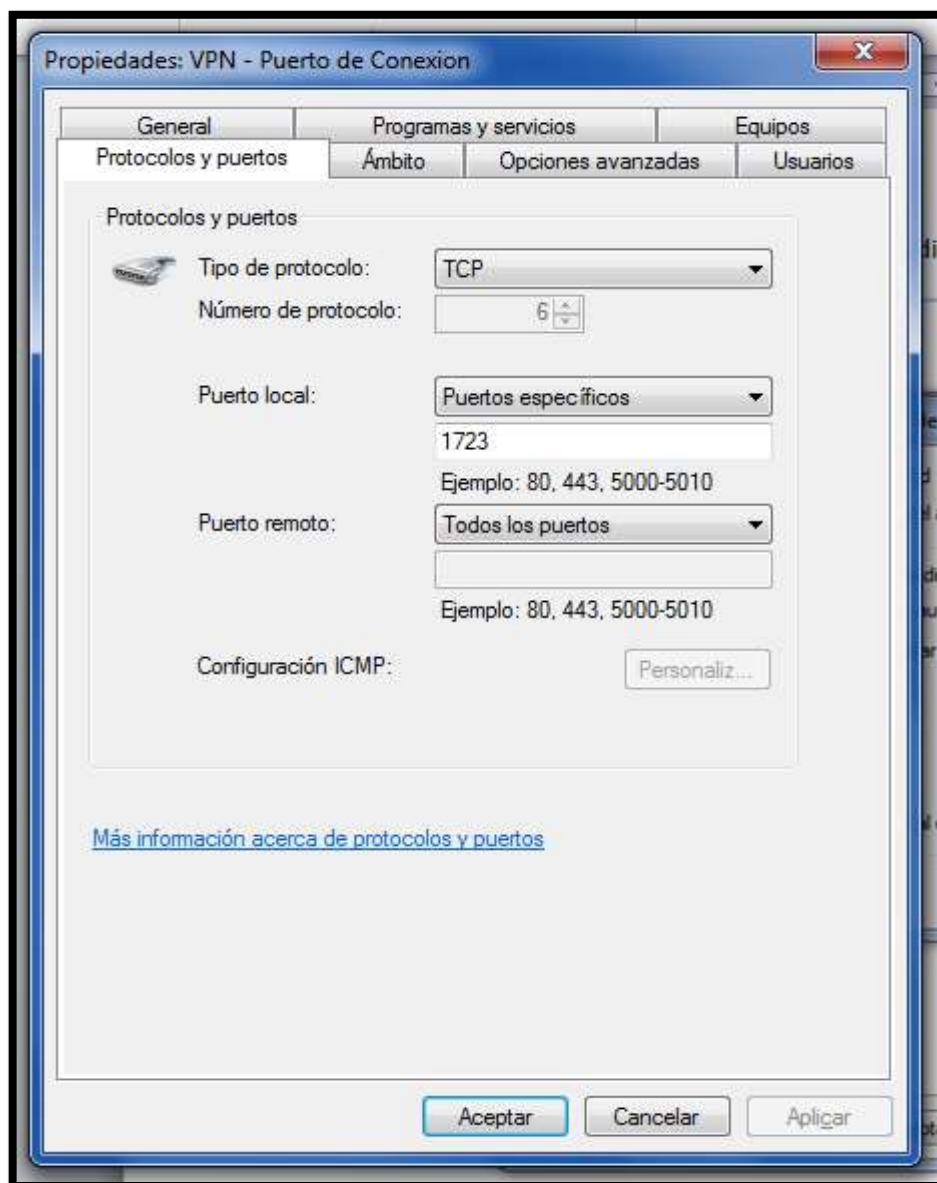 Propiedades: VPN - Puerto de Conexion
General Programas y servicios Equipos
Protocolos y puertos Ámbito Opciones avanzadas Usuarios
Protocolos y puertos
Tipo de protocolo: TCP
Número de protocolo: 6
Puerto local: Puertos específicos
1723
Ejemplo: 80, 443, 5000-5010
Puerto remoto: Todos los puertos
Ejemplo: 80, 443, 5000-5010
Configuración ICMP: Personaliz...
Más información acerca de protocolos y puertos
Aceptar Cancelar Aplicar